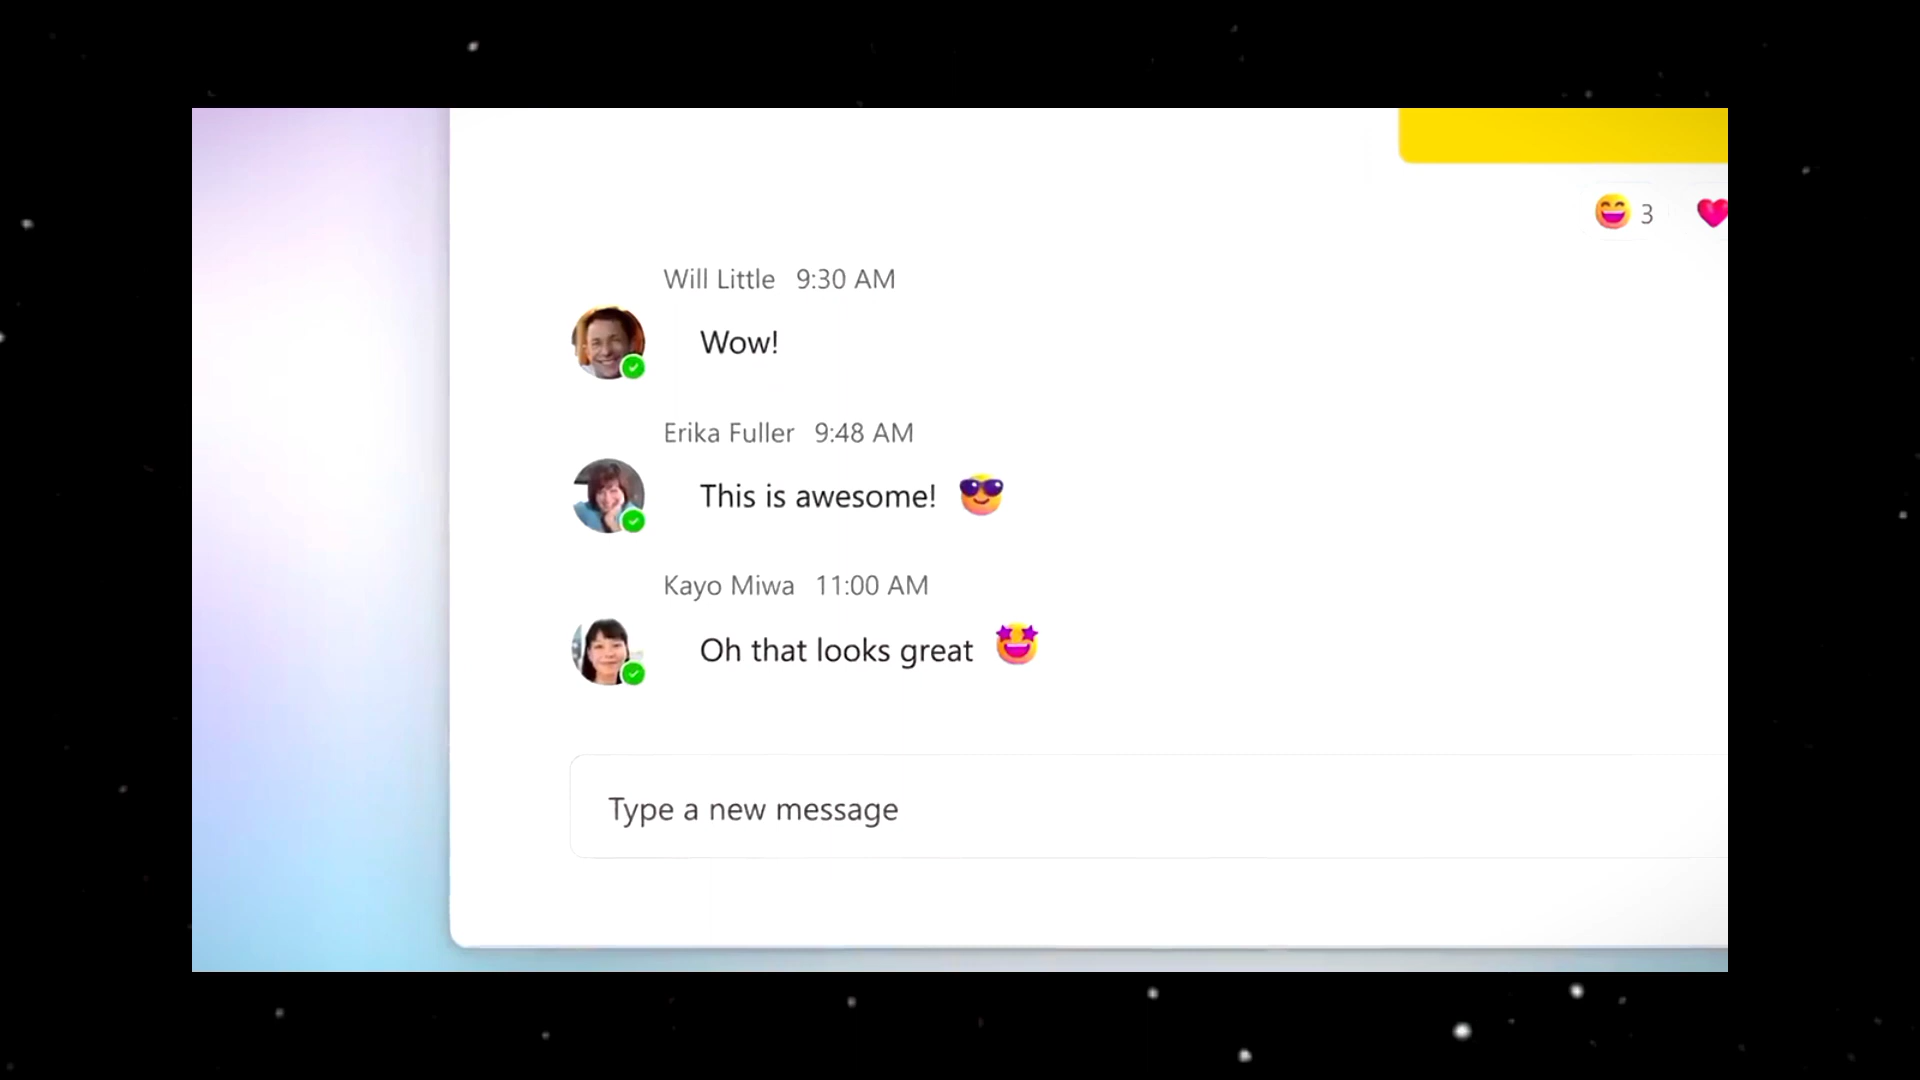 3
Will Little 9:30 AM
Wow!
Erika Fuller 9:48 AM
This is awesome! 😎
Kayo Miwa 11:00 AM
Oh that looks great 🤩
Type a new message